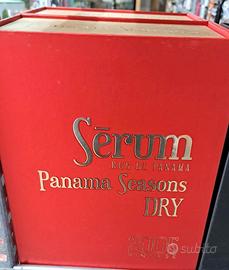 Sērum
RON DE PANAMA
Panama Seasons
DRY
subito